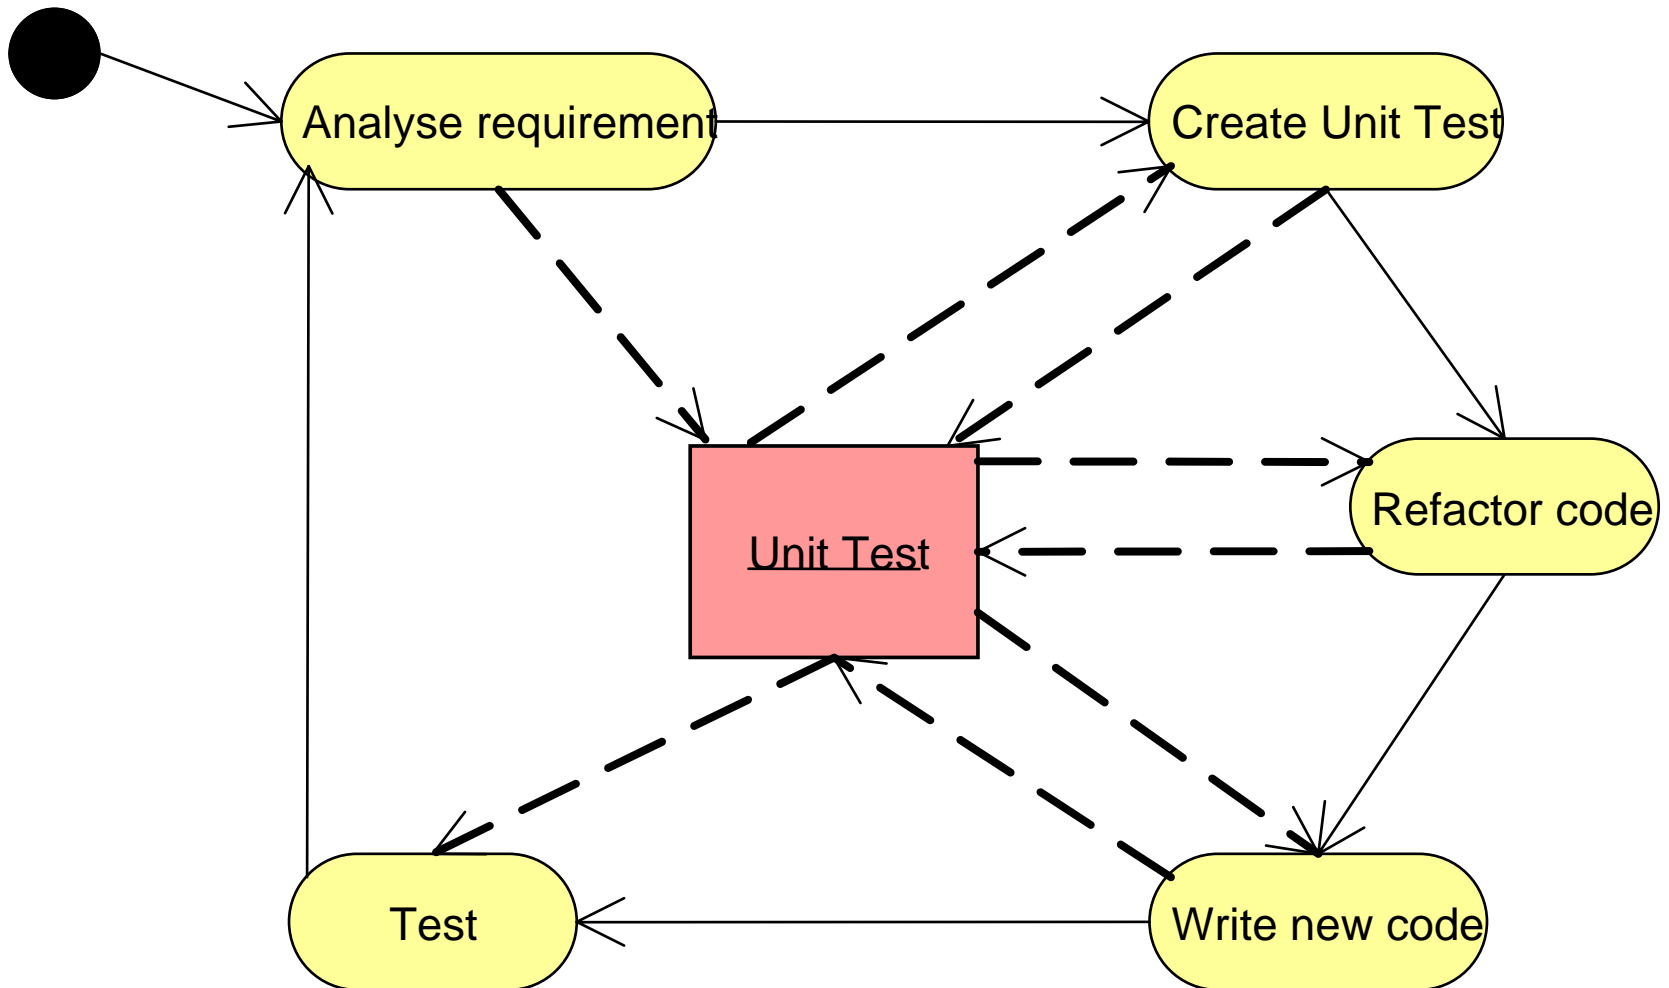 Analyse requirement
Create Unit Test
Refactor code
Unit Test
Test
Write new code